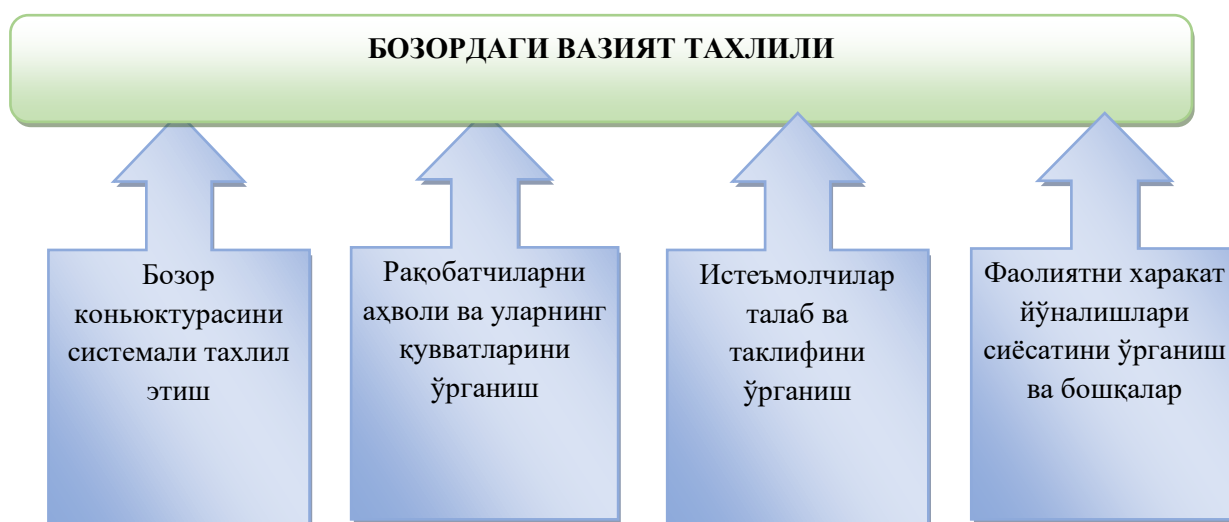 БОЗОРДАГИ ВАЗИЯТ ТАХЛИЛИ
Бозор
коньюктурасини
системали тахлил
этиш
Рақобатчиларни
аҳволи ва уларнинг
қувватларини
ўрганиш
Истеъмолчилар
талаб ва
таклифини
ўрганиш
Фаолиятни харакат
йўналишлари
сиёсатини ўрганиш
ва бошқалар